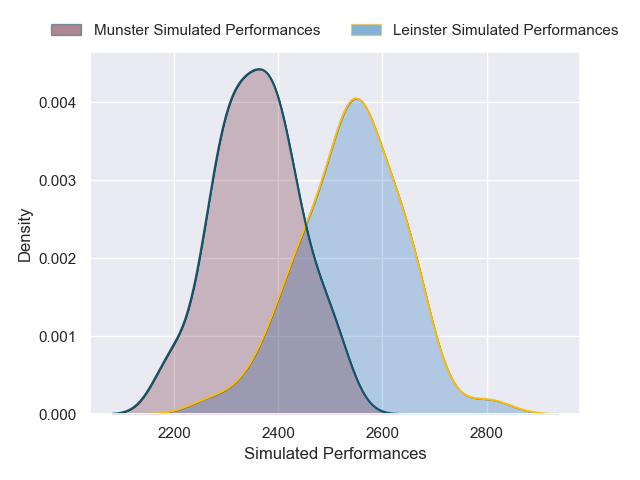 Munster Simulated Performances
Leinster Simulated Performances
0.004
0.003
0.002
0.001
0.000
Density
2200
2400
2600
2800
Simulated Performances